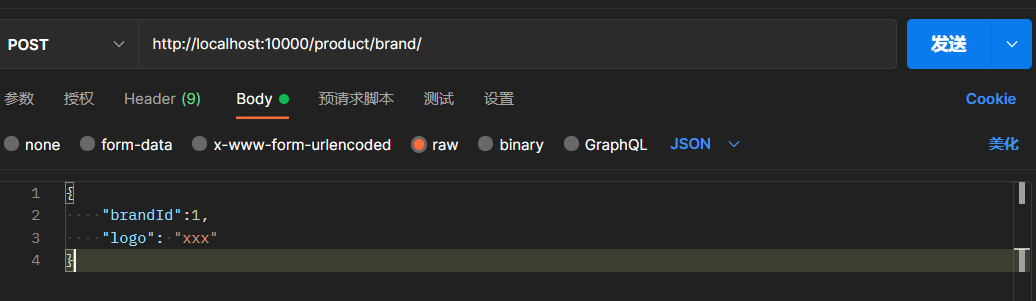 POST http://localhost:10000/product/brand/ 发送
参数 授权 Header (9) Body 预请求脚本 测试 设置 Cookie
none form-data x-www-form-urlencoded raw binary GraphQL JSON 美化
1 {
2 "brandId":1,
3 "logo": "xxx"
4 }